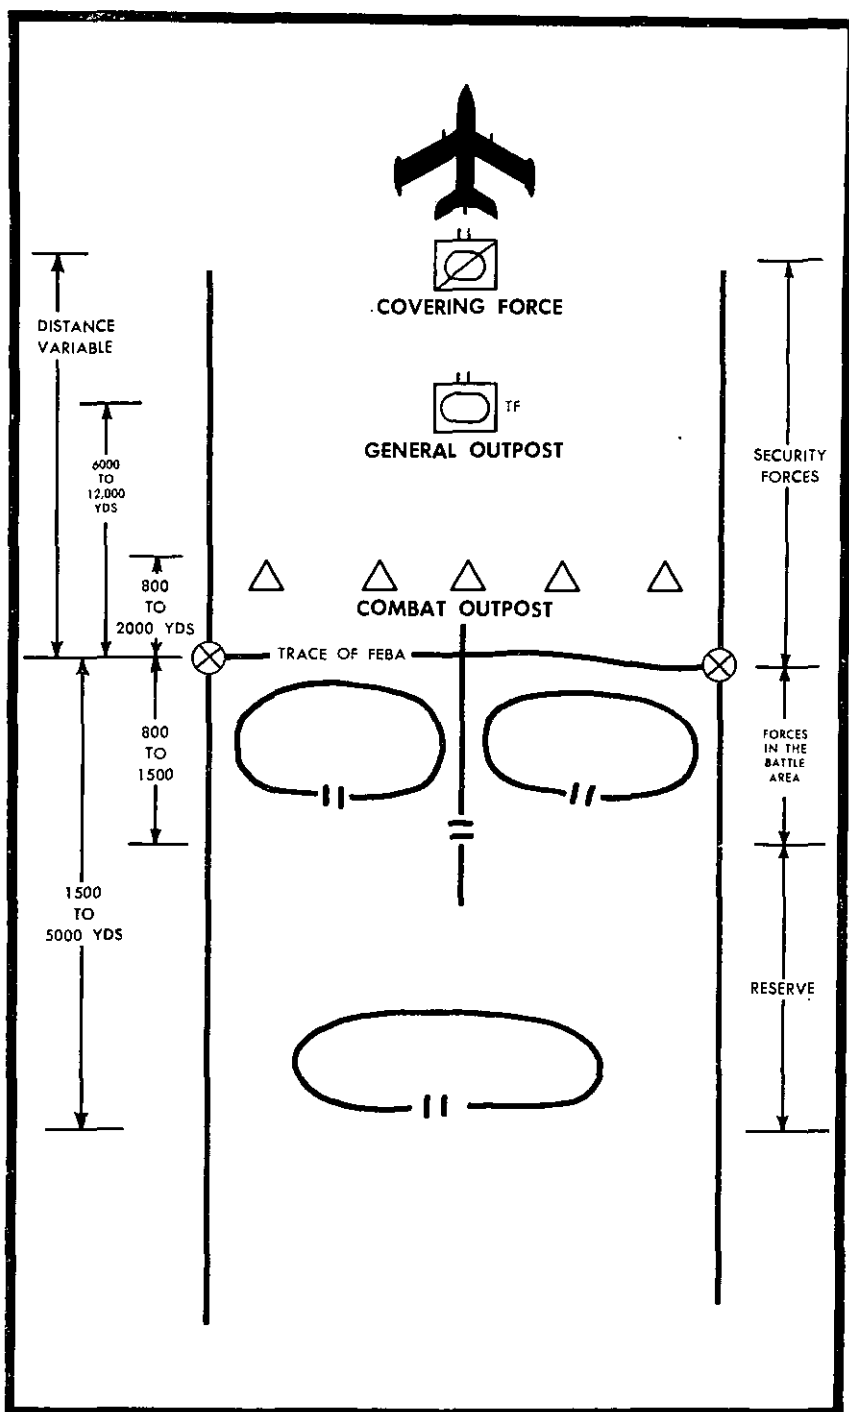 COVERING FORCE
DISTANCE
VARIABLE
TF
GENERAL OUTPOST
6000
TO
12,000
YDS
SECURITY
FORCES
800
TO
2000 YDS
COMBAT OUTPOST
TRACE OF FEBA
800
TO
1500
FORCES
IN THE
BATTLE
AREA
1500
TO
5000 YDS
RESERVE